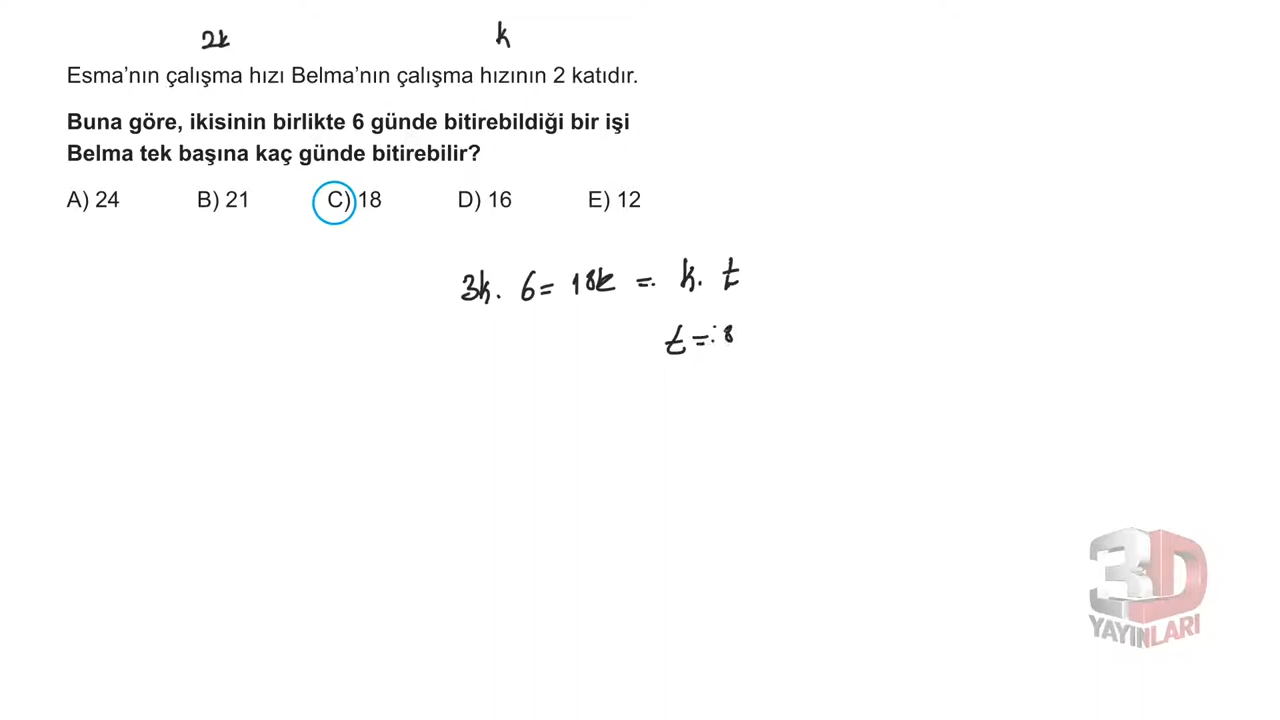 2k k
Esma’nın çalışma hızı Belma’nın çalışma hızının 2 katıdır.
Buna göre, ikisinin birlikte 6 günde bitirebildiği bir işi
Belma tek başına kaç günde bitirebilir?
A) 24 B) 21 C) 18 D) 16 E) 12
3k. 6 = 18k = k. t
t = 18
3D
YAYINLARI